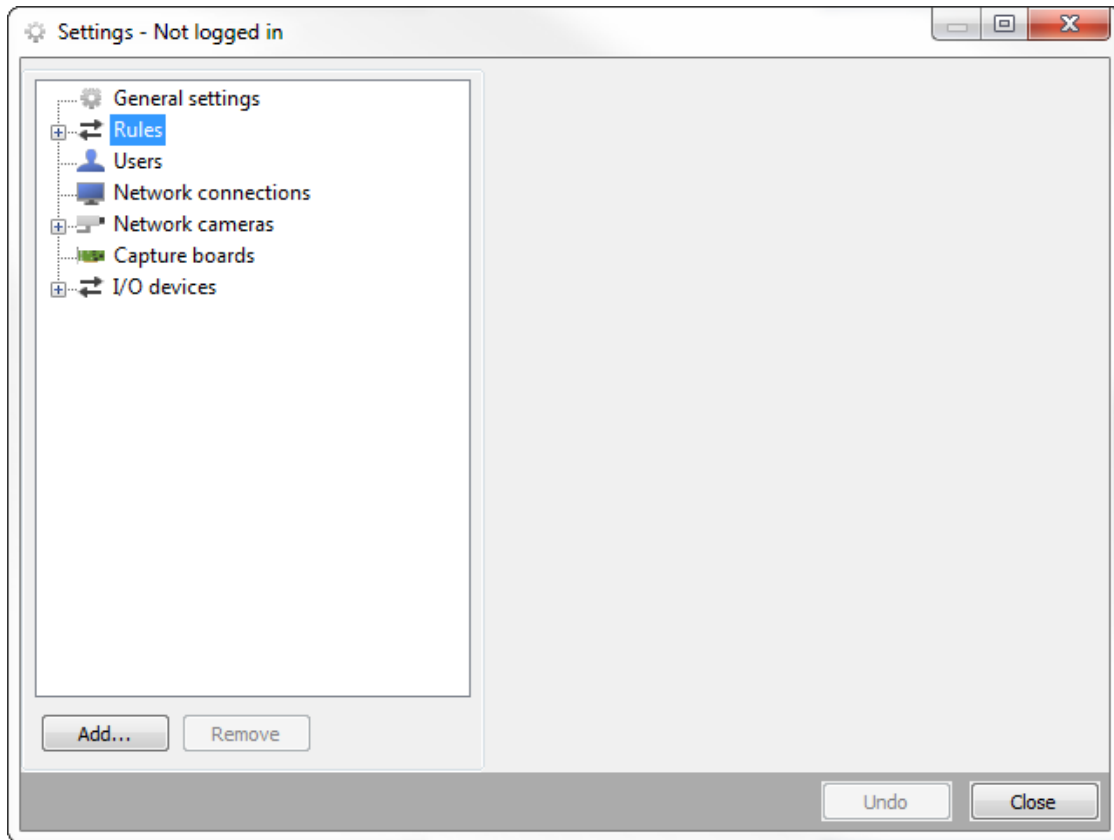 Settings - Not logged in
General settings
Rules
Users
Network connections
Network cameras
Capture boards
I/O devices
Add... Remove
Undo Close